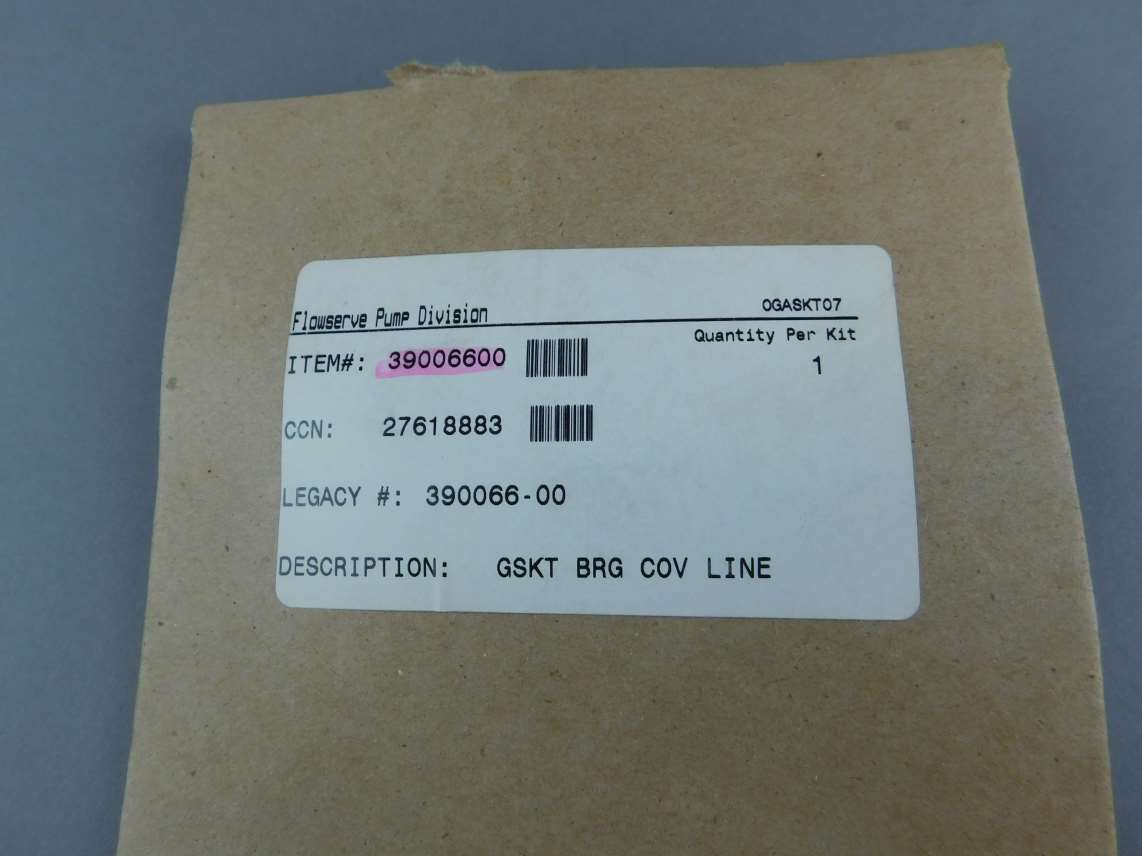 Flowserve Pump Division 0GASKT07
Quantity Per Kit
ITEM#: 39006600 1
CCN: 27618883
LEGACY #: 390066-00
DESCRIPTION: GSKT BRG COV LINE